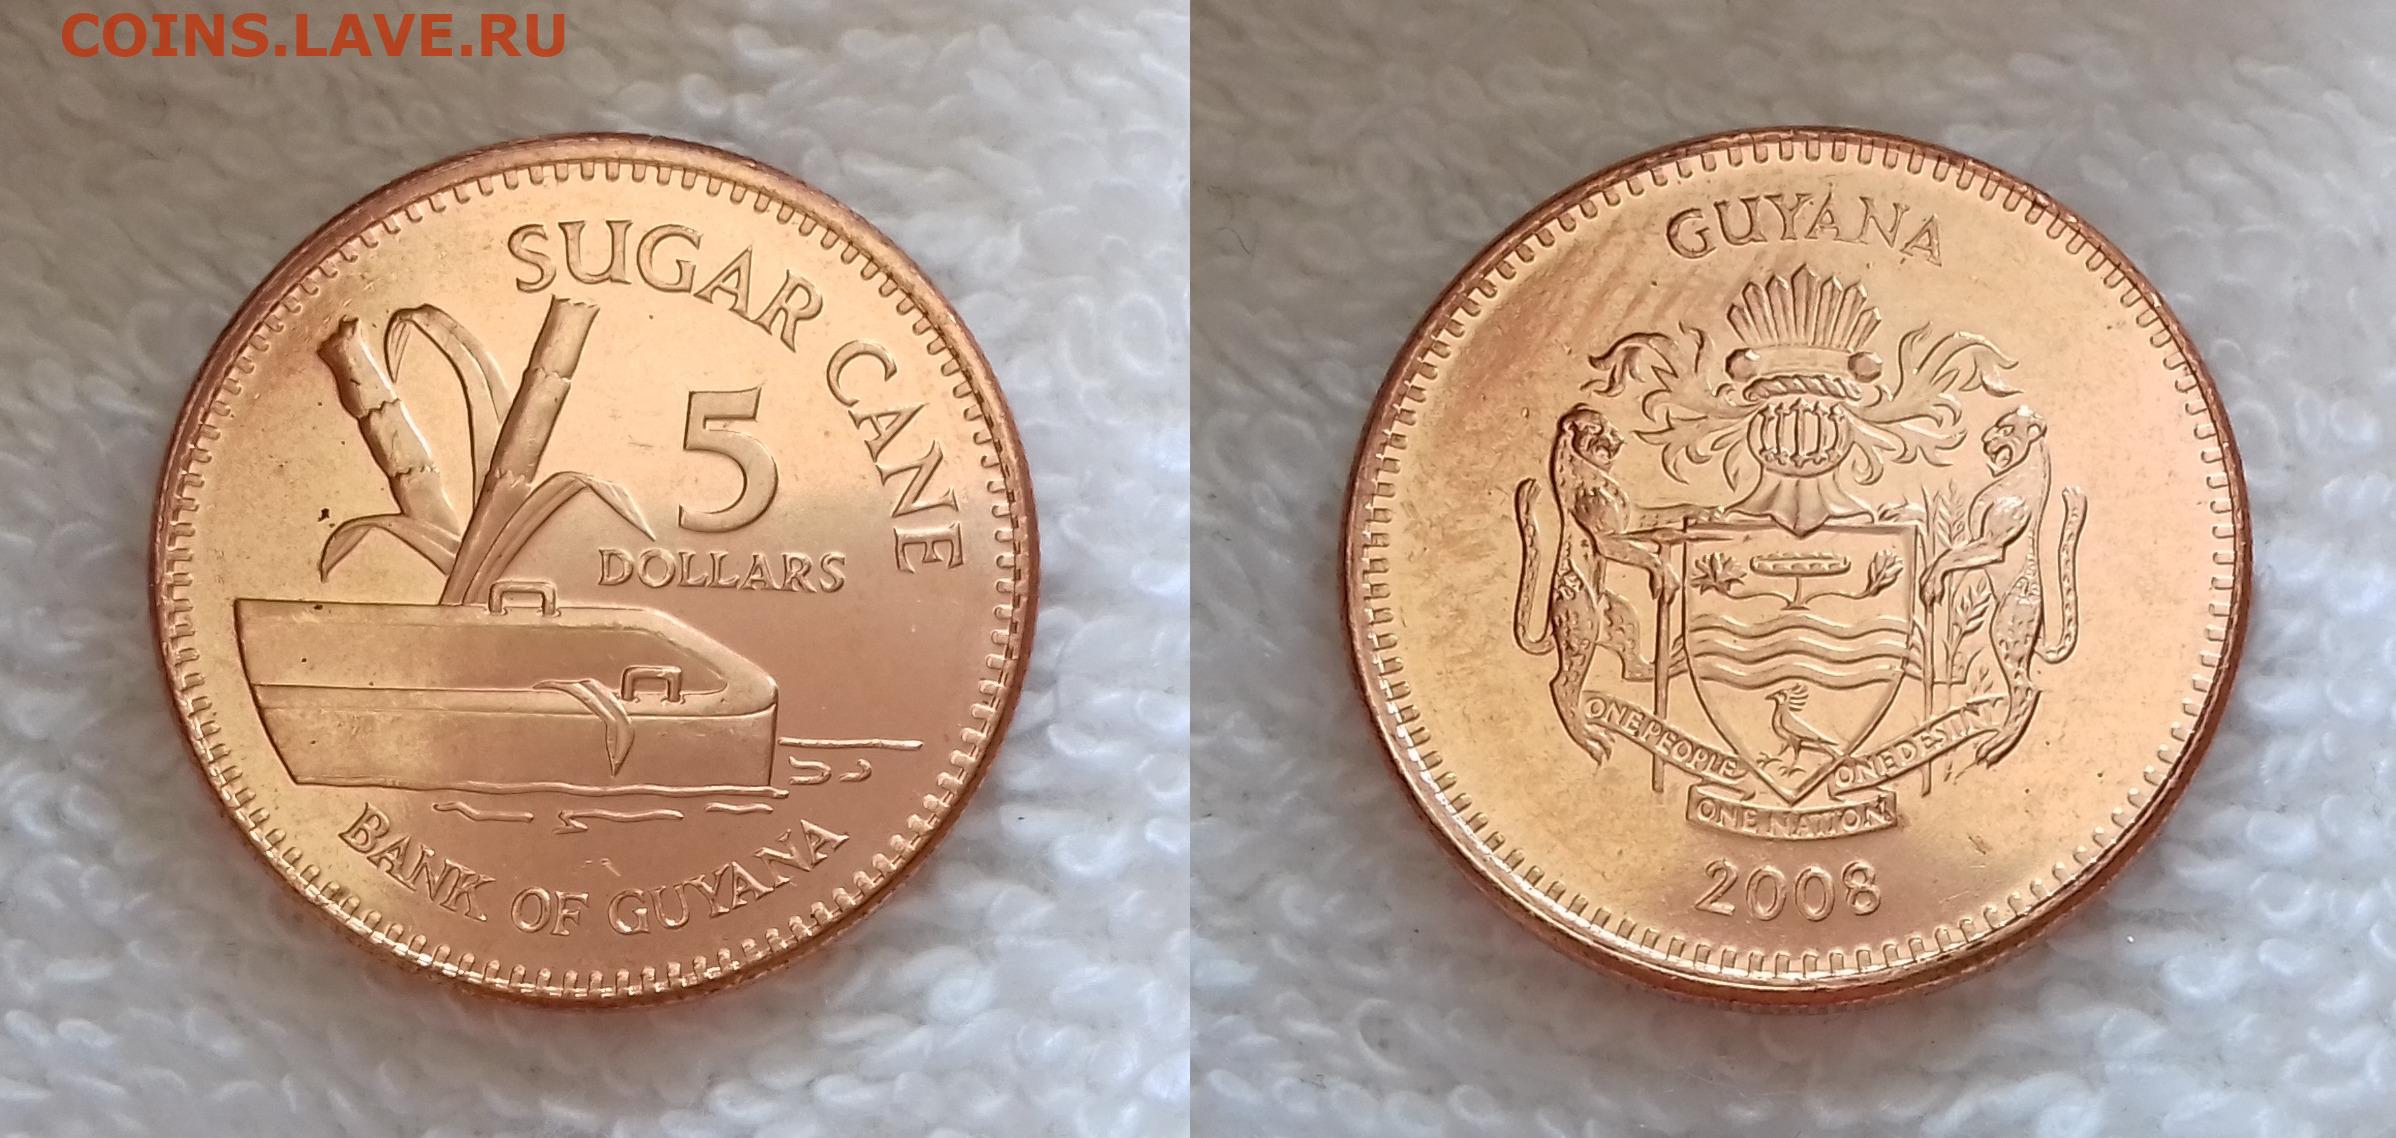 COINS.LAVE.RU
SUGAR CANE
5
DOLLARS
BANK OF GUYANA
GUYANA
ONE PEOPLE
ONE NATION
ONE DESTINY
2008